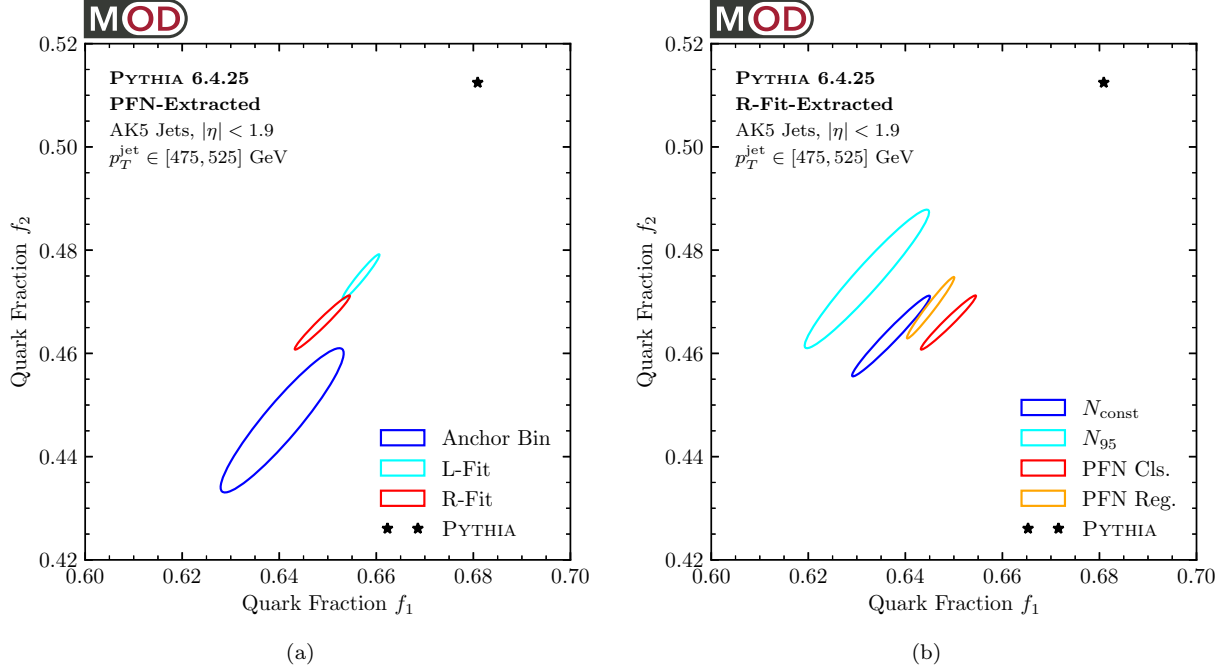 MOD
0.52
0.50
0.48
0.46
0.44
0.42
Quark Fraction f₂
PYTHIA 6.4.25
PFN-Extracted
AK5 Jets, |η| < 1.9
p_T^jet ∈ [475, 525] GeV
Anchor Bin
L-Fit
R-Fit
PYTHIA
0.60 0.62 0.64 0.66 0.68 0.70
Quark Fraction f₁
(a)
MOD
0.52
0.50
0.48
0.46
0.44
0.42
Quark Fraction f₂
PYTHIA 6.4.25
R-Fit-Extracted
AK5 Jets, |η| < 1.9
p_T^jet ∈ [475, 525] GeV
N_const
N₉₅
PFN Cls.
PFN Reg.
PYTHIA
0.60 0.62 0.64 0.66 0.68 0.70
Quark Fraction f₁
(b)